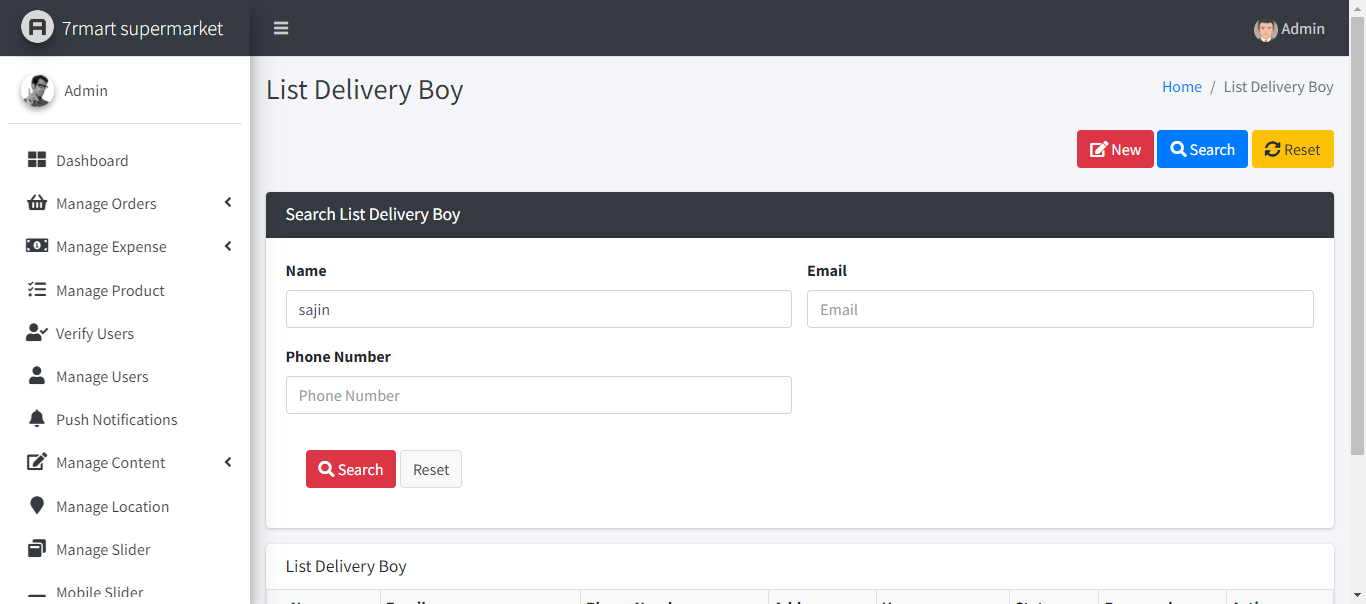 7rmart supermarket
Admin
Admin
Dashboard
Manage Orders
Manage Expense
Manage Product
Verify Users
Manage Users
Push Notifications
Manage Content
Manage Location
Manage Slider
Mobile Slider
List Delivery Boy
Home / List Delivery Boy
New Search Reset
Search List Delivery Boy
Name Email
sajin Email
Phone Number
Phone Number
Search Reset
List Delivery Boy